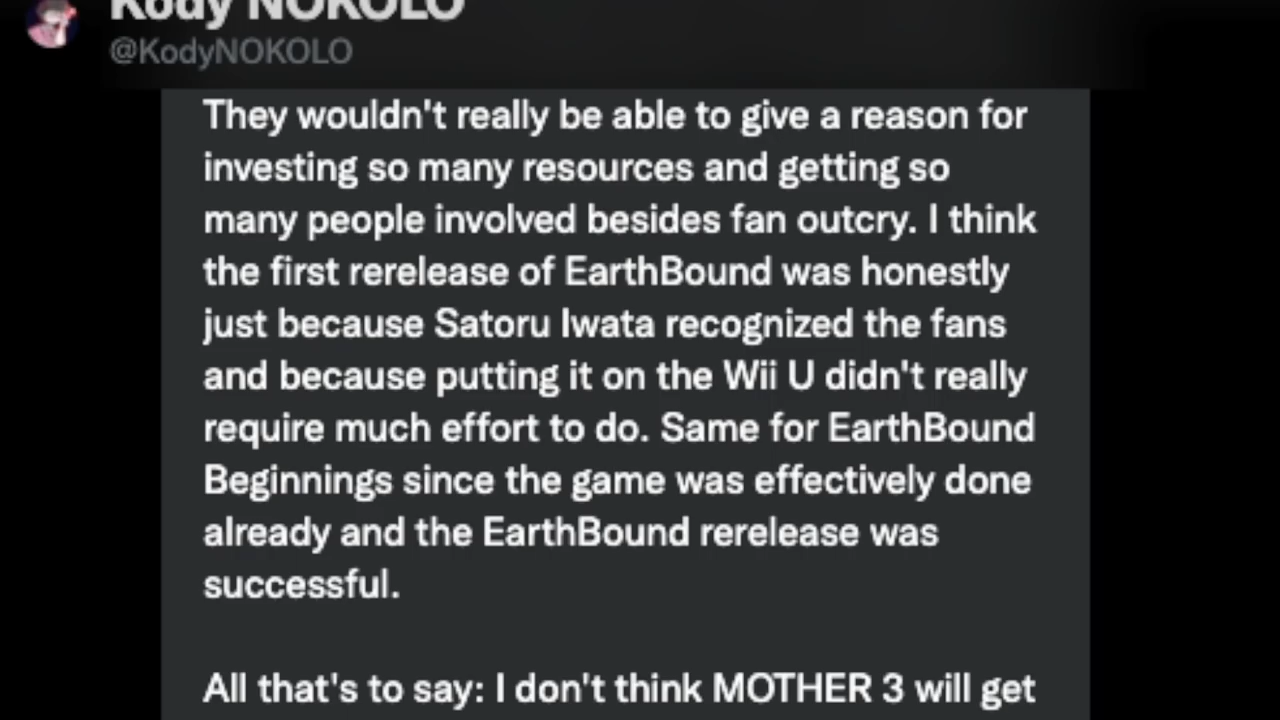 Kody NOKOLO
@KodyNOKOLO
They wouldn't really be able to give a reason for
investing so many resources and getting so
many people involved besides fan outcry. I think
the first rerelease of EarthBound was honestly
just because Satoru Iwata recognized the fans
and because putting it on the Wii U didn't really
require much effort to do. Same for EarthBound
Beginnings since the game was effectively done
already and the EarthBound rerelease was
successful.
All that's to say: I don't think MOTHER 3 will get